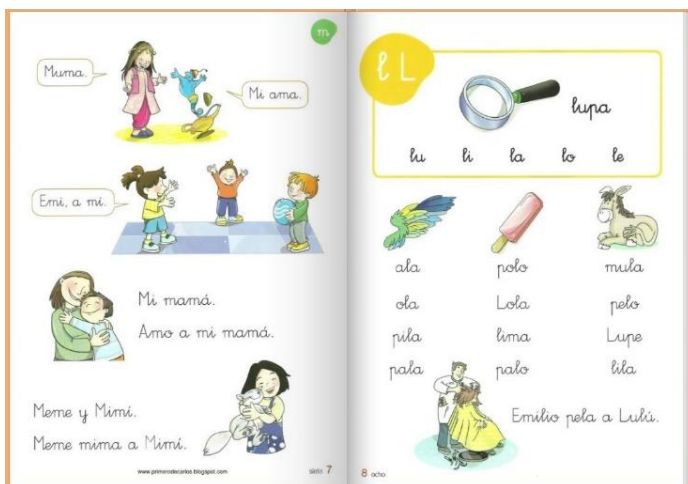 m
Muma.
Mi ama.
Emi, a mí.
Mi mamá.
Amo a mi mamá.
Meme y Mimí.
Meme mima a Mimí.
www.primerodecarlos.blogspot.com
siete 7
l L
lupa
lu li la lo le
ala polo mula
ola Lola pelo
pila lima Lupe
pala palo lila
Emilio pela a Lulú.
8 ocho